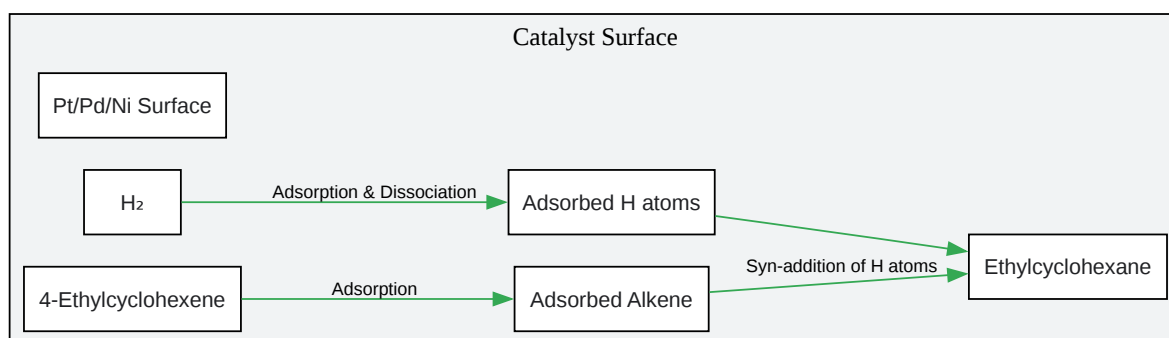 Catalyst Surface
Pt/Pd/Ni Surface
H₂
Adsorption & Dissociation
Adsorbed H atoms
4-Ethylcyclohexene
Adsorption
Adsorbed Alkene
Syn-addition of H atoms
Ethylcyclohexane